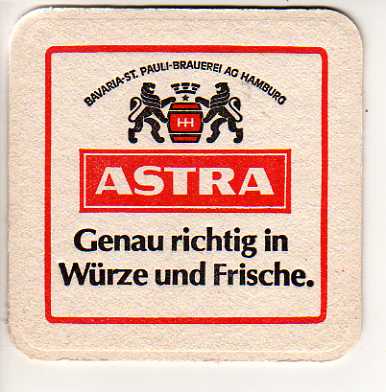 BAVARIA-ST. PAULI-BRAUEREI AG HAMBURG
HH
ASTRA
Genau richtig in
Würze und Frische.